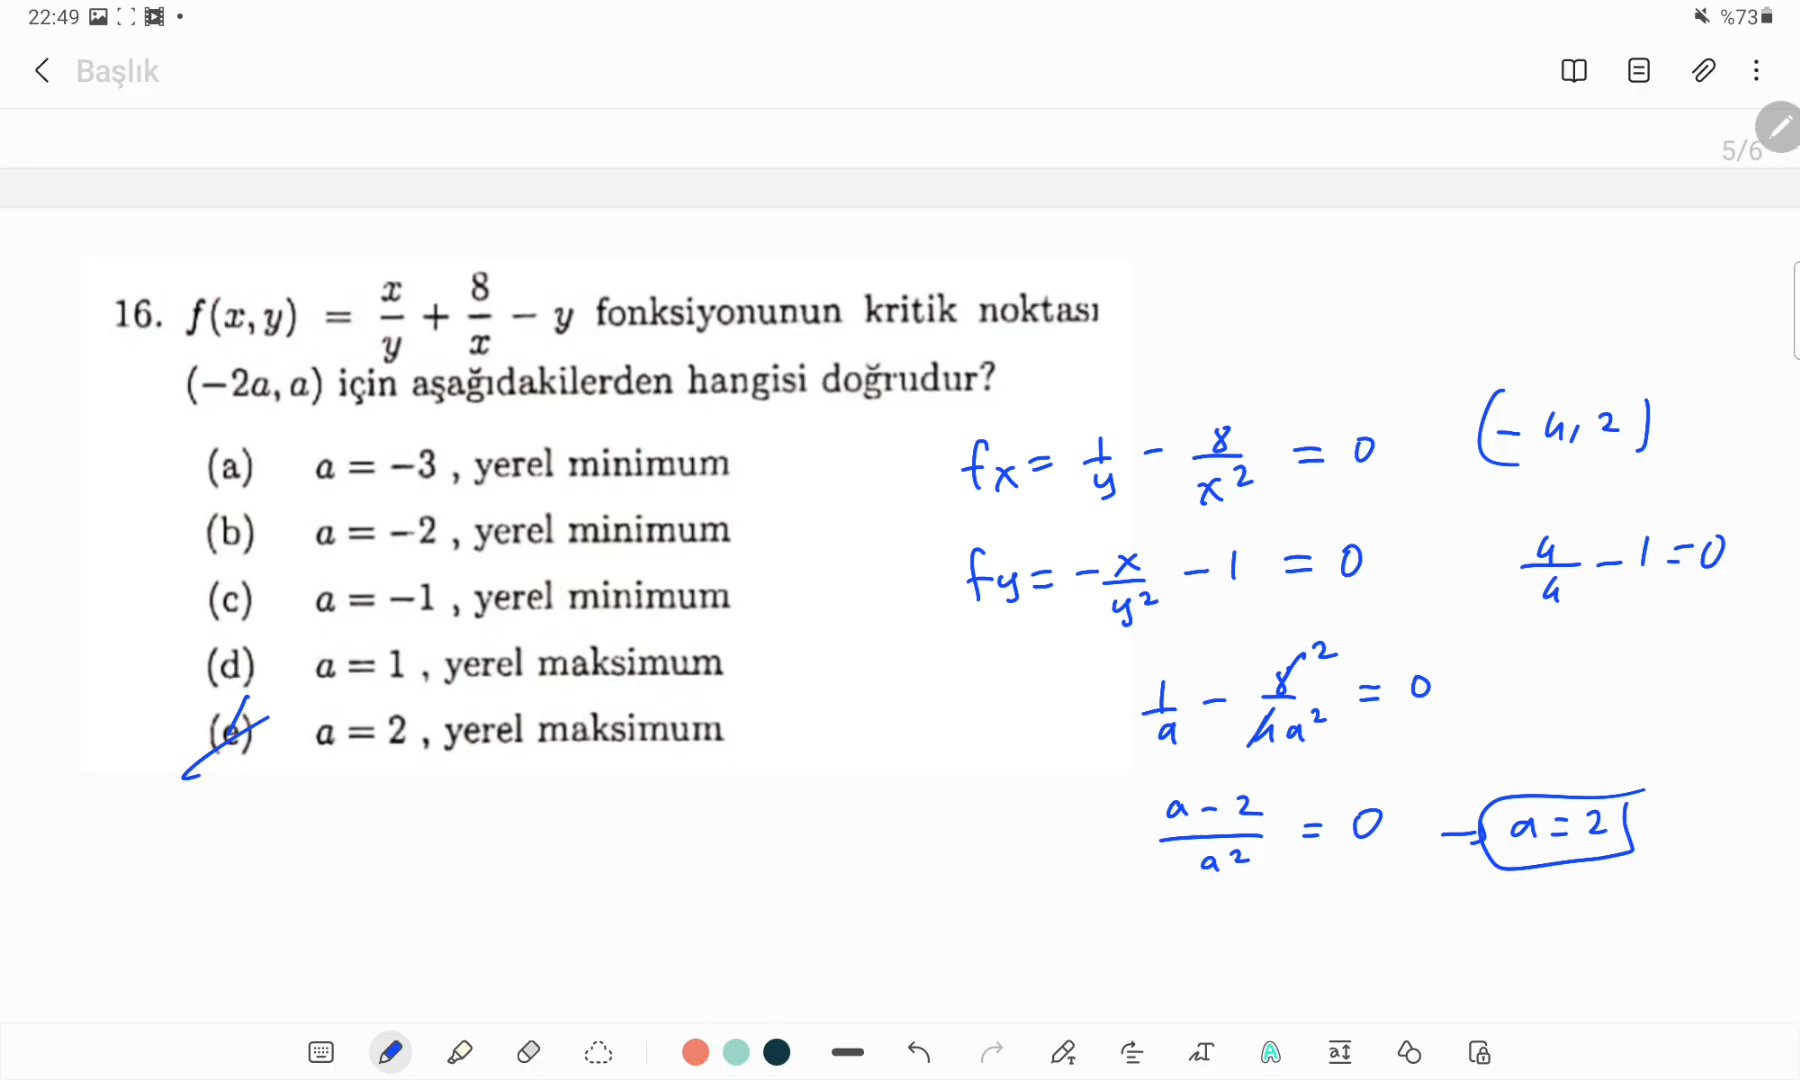 22:49
%73
Başlık
5/6
16. f(x, y) = x/y + 8/x − y fonksiyonunun kritik noktası
(−2a, a) için aşağıdakilerden hangisi doğrudur?
(a) a = −3 , yerel minimum
(b) a = −2 , yerel minimum
(c) a = −1 , yerel minimum
(d) a = 1 , yerel maksimum
(e) a = 2 , yerel maksimum
fx = 1/y − 8/x² = 0
(−4, 2)
fy = −x/y² − 1 = 0
4/4 − 1 = 0
1/a − 8/4a² = 0
2
a − 2/a² = 0 → a = 2